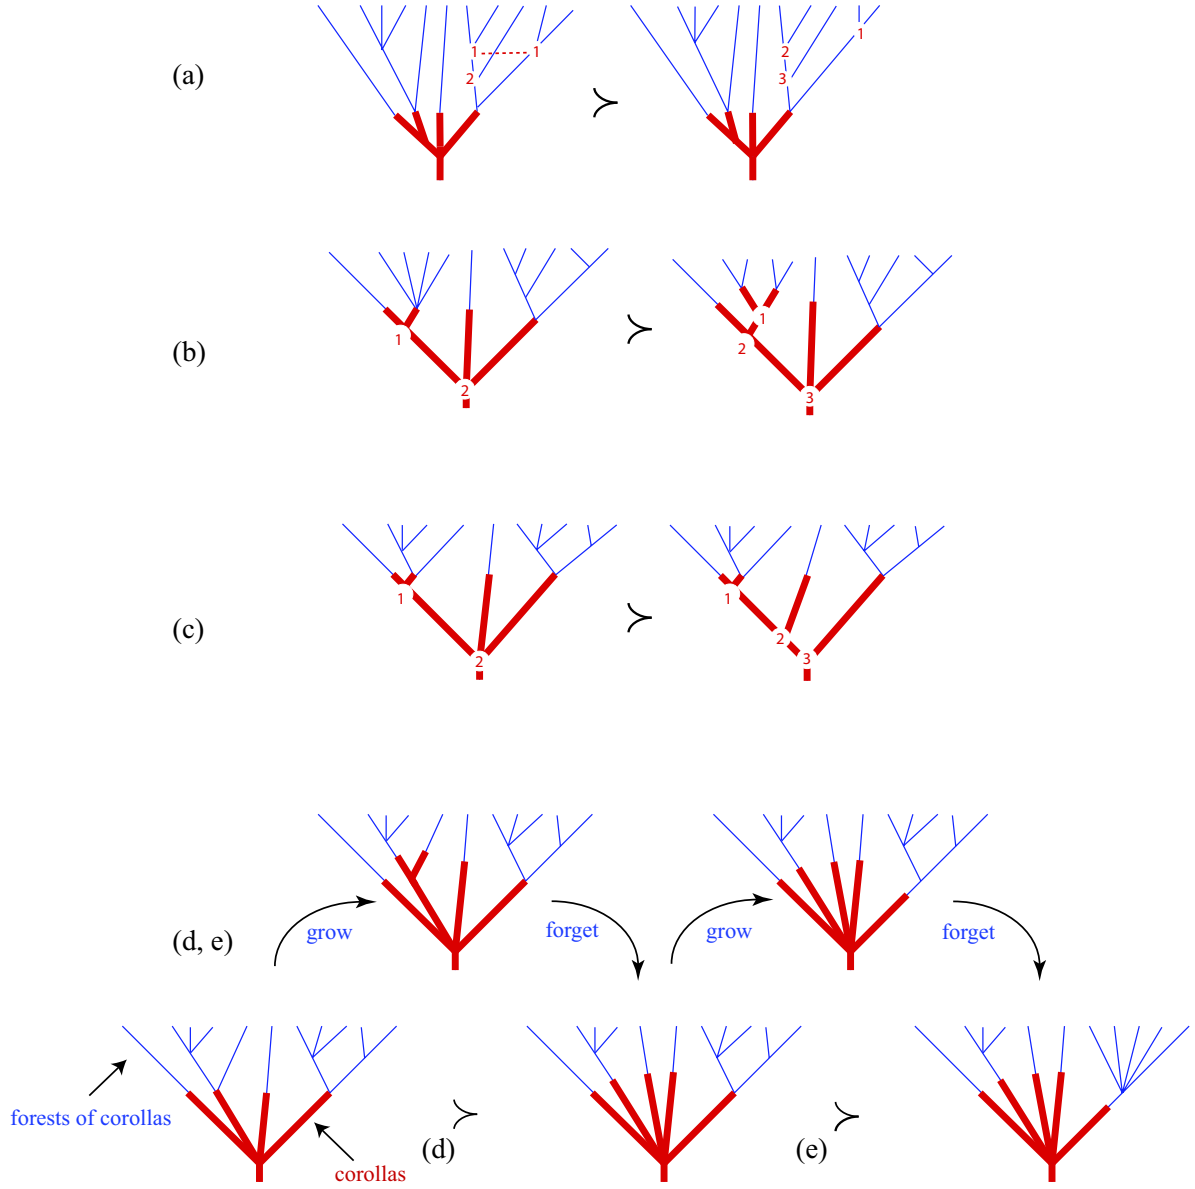 1 1 1
2 2
(a) 3
1
(b) 1 2
2 3
(c) 1 1
2 2 3
(d, e) grow forget grow forget
forests of corollas
(d) (e)
corollas